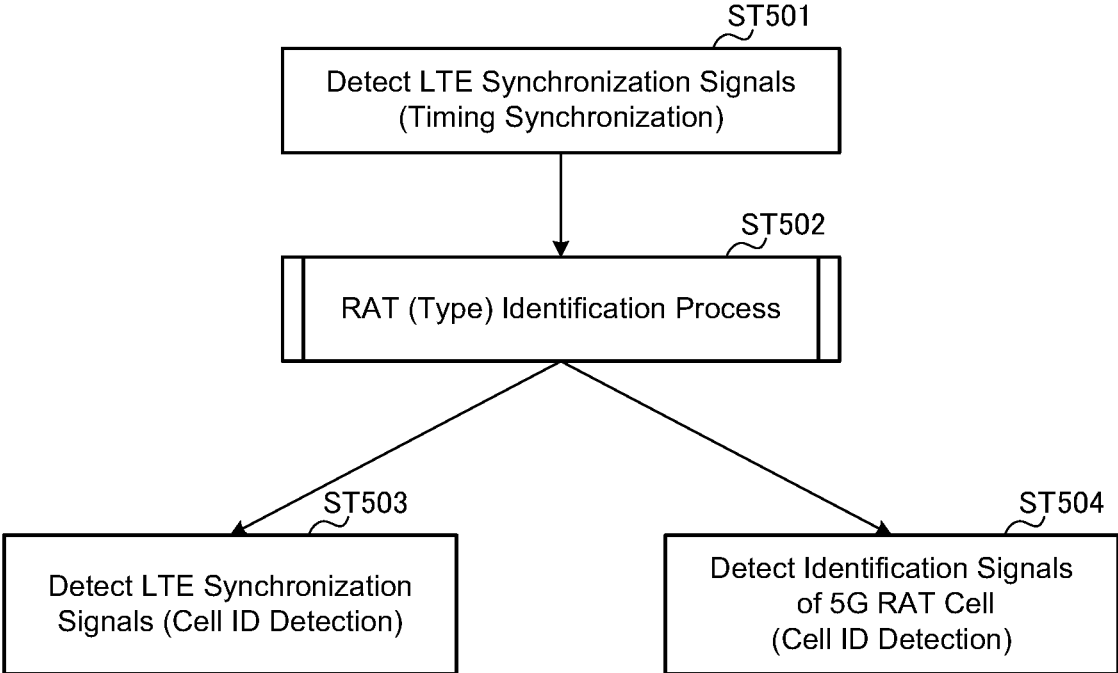 ST501
Detect LTE Synchronization Signals
(Timing Synchronization)
ST502
RAT (Type) Identification Process
ST503
Detect LTE Synchronization
Signals (Cell ID Detection)
ST504
Detect Identification Signals
of 5G RAT Cell
(Cell ID Detection)